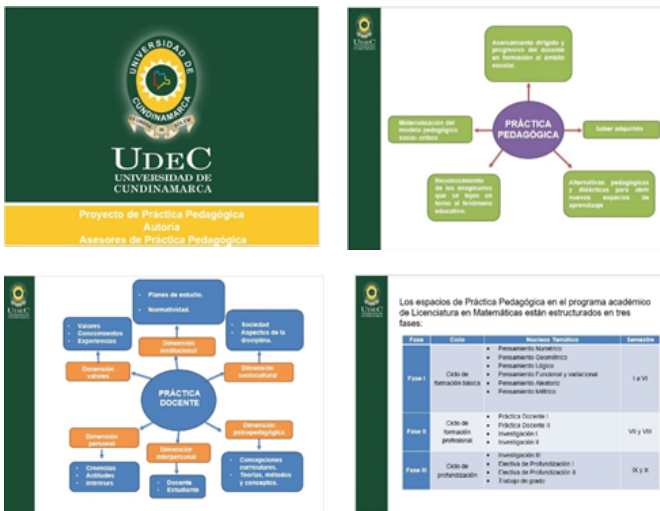 UNIVERSIDAD DE
CUNDINAMARCA
UDEC
UNIVERSIDAD DE
CUNDINAMARCA
Proyecto de Práctica Pedagógica
Autoría
Asesores de Práctica Pedagógica
UDEC
Acercamiento dirigido y
progresivo del docente
en formación al ámbito
escolar.
Materialización del
modelo pedagógico
socio- crítico
PRÁCTICA
PEDAGÓGICA
Saber adquirido
Reconocimiento
de los imaginarios
que se tejen en
torno al fenómeno
educativo.
Alternativas pedagógicas
y didácticas para abrir
nuevos espacios de
aprendizaje
UDEC
Planes de estudio.
Normatividad.
Valores
Conocimientos
Experiencias
Sociedad
Aspectos de la
disciplina.
Dimensión
institucional
Dimensión
valores
Dimensión
sociocultural
PRÁCTICA
DOCENTE
Dimensión
personal
Dimensión
interpersonal
Dimensión
psicopedagógica
Creencias
Actitudes
Intereses
Docente
Estudiante
Concepciones
curriculares.
Teorías, métodos
y conceptos.
UDEC
Los espacios de Práctica Pedagógica en el programa académico
de Licenciatura en Matemáticas están estructurados en tres
fases:
Fase Ciclo Núcleos Temático Semestre
Fase I Ciclo de formación básica I a VI
Pensamiento Numérico
Pensamiento Geométrico
Pensamiento Lógico
Pensamiento Funcional y variacional
Pensamiento Aleatorio
Pensamiento Métrico
Fase II Ciclo de formación profesional VII y VIII
Práctica Docente I
Práctica Docente II
Investigación I
Investigación II
Fase III Ciclo de profundización IX y X
Investigación III
Electiva de Profundización I
Electiva de Profundización II
Trabajo de grado